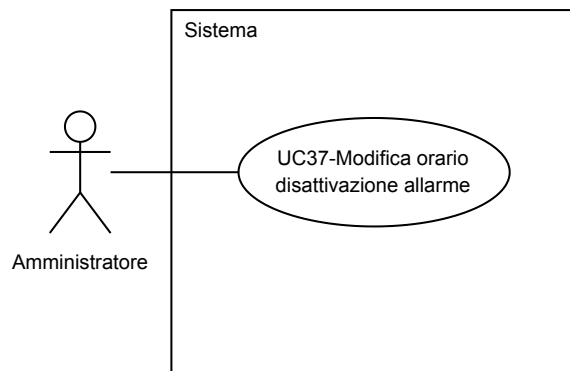 Sistema
UC37-Modifica orario
disattivazione allarme
Amministratore